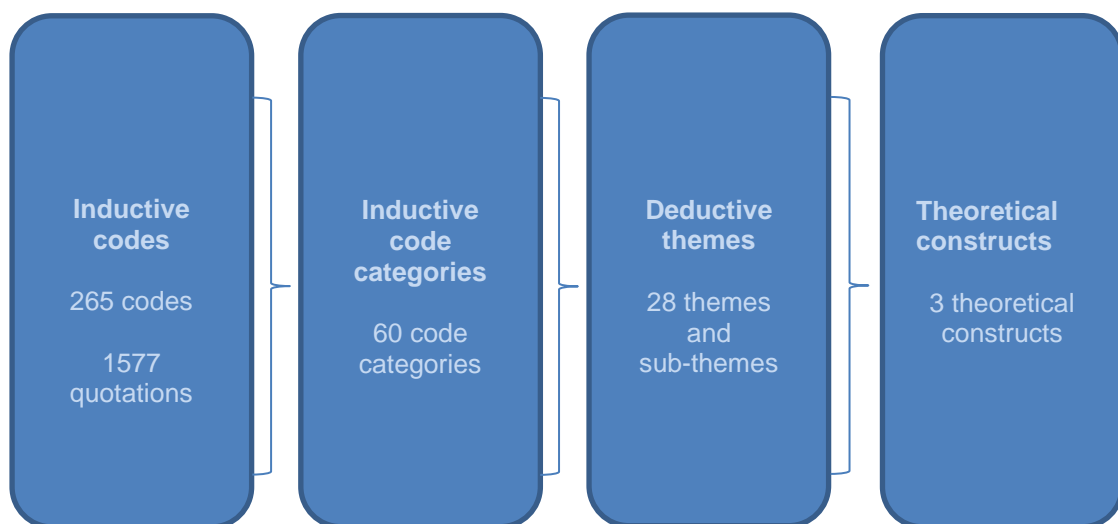 Inductive
codes
265 codes
1577
quotations
Inductive
code
categories
60 code
categories
Deductive
themes
28 themes
and
sub-themes
Theoretical
constructs
3 theoretical
constructs